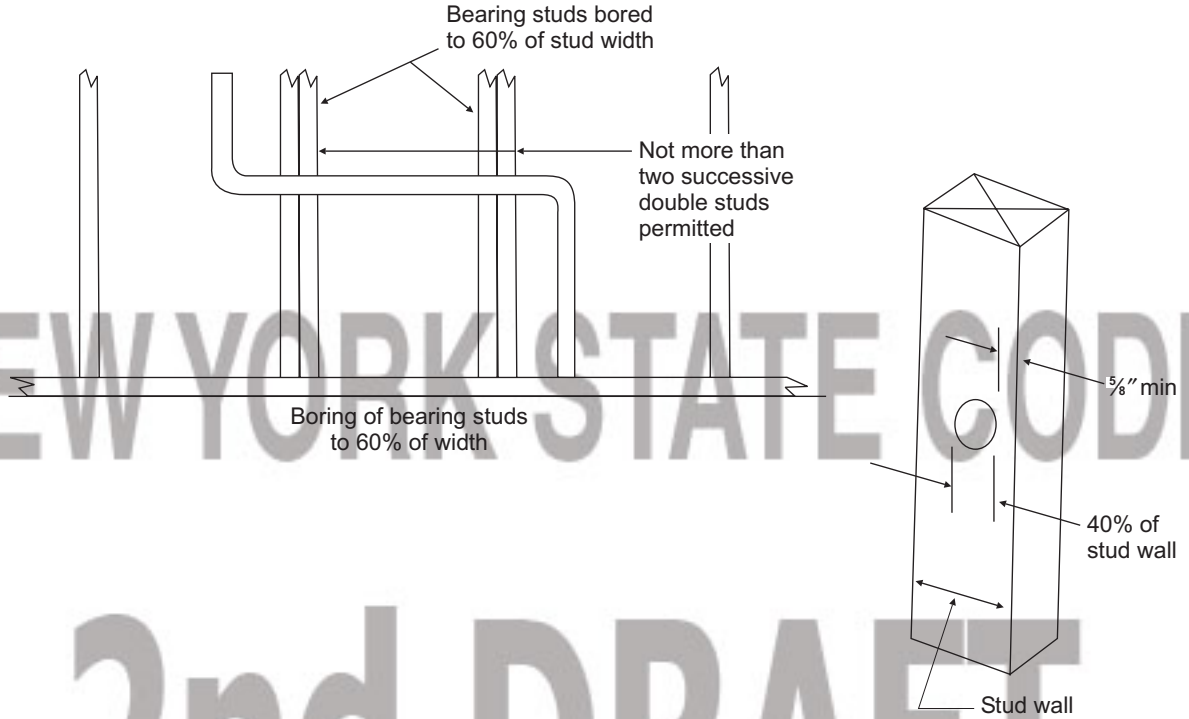 Bearing studs bored
to 60% of stud width
Not more than
two successive
double studs
permitted
Boring of bearing studs
to 60% of width
⅝″ min
40% of
stud wall
Stud wall
EW YORK STATE CODE
2nd DRAFT